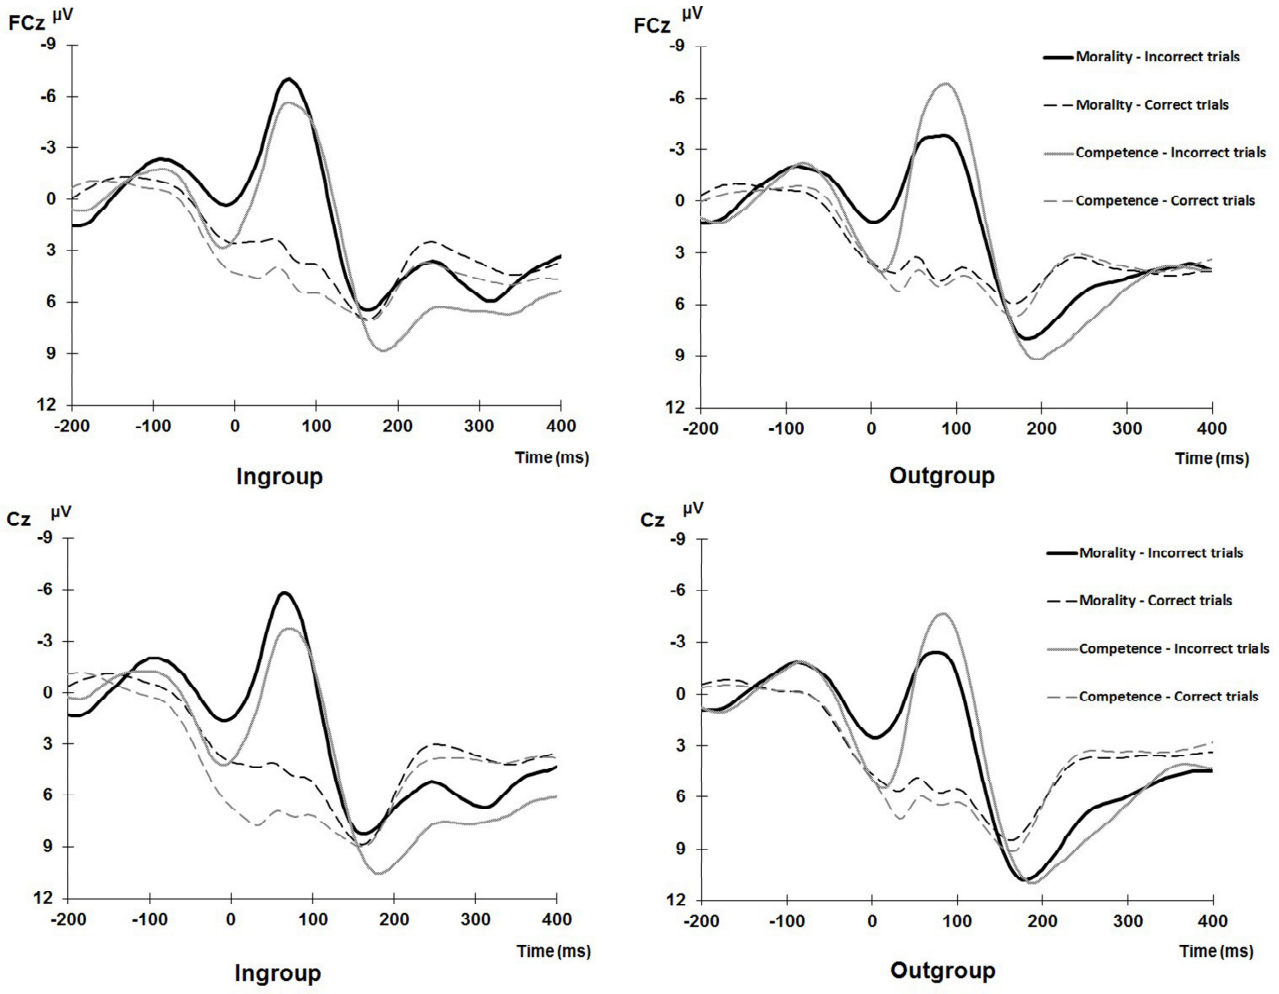 FCz µV
-9
-6
-3
0
3
6
9
12
-200 -100 0 100 200 300 400
Time (ms)
Ingroup
FCz µV
-9
-6
-3
0
3
6
9
12
-200 -100 0 100 200 300 400
Time (ms)
Outgroup
Morality - Incorrect trials
Morality - Correct trials
Competence - Incorrect trials
Competence - Correct trials
Cz µV
-9
-6
-3
0
3
6
9
12
-200 -100 0 100 200 300 400
Time (ms)
Ingroup
Cz µV
-9
-6
-3
0
3
6
9
12
-200 -100 0 100 200 300 400
Time (ms)
Outgroup
Morality - Incorrect trials
Morality - Correct trials
Competence - Incorrect trials
Competence - Correct trials